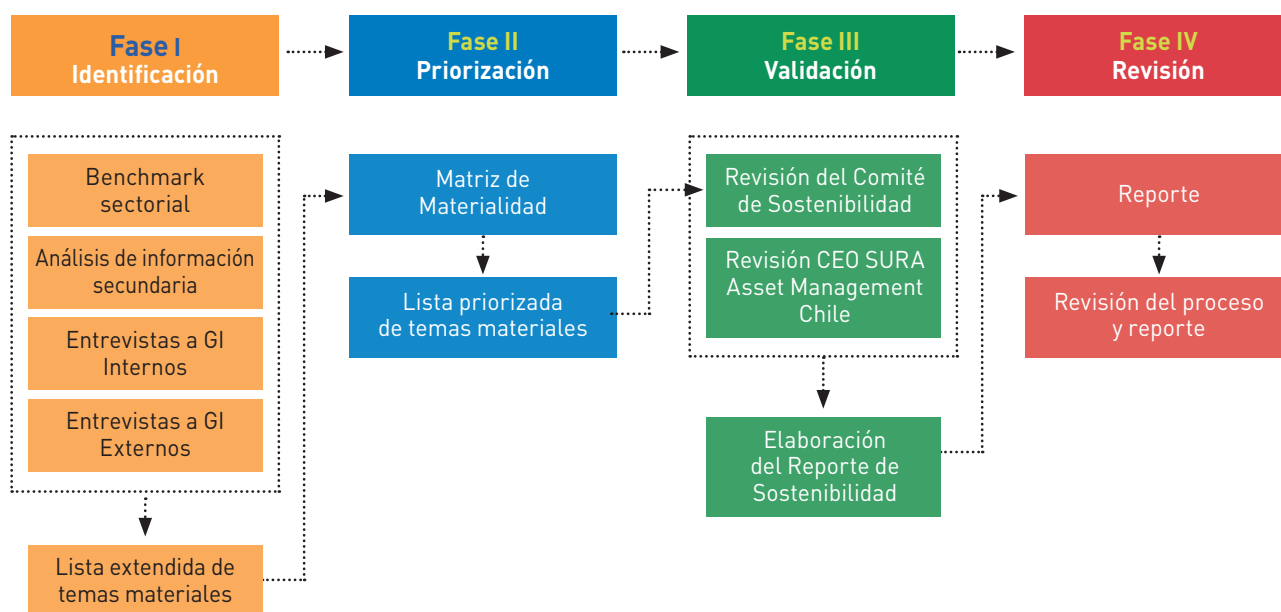 Fase I
Identificación
Fase II
Priorización
Fase III
Validación
Fase IV
Revisión
Benchmark
sectorial
Análisis de información
secundaria
Entrevistas a GI
Internos
Entrevistas a GI
Externos
Lista extendida de
temas materiales
Matriz de
Materialidad
Lista priorizada
de temas materiales
Revisión del Comité
de Sostenibilidad
Revisión CEO SURA
Asset Management
Chile
Elaboración
del Reporte de
Sostenibilidad
Reporte
Revisión del proceso
y reporte